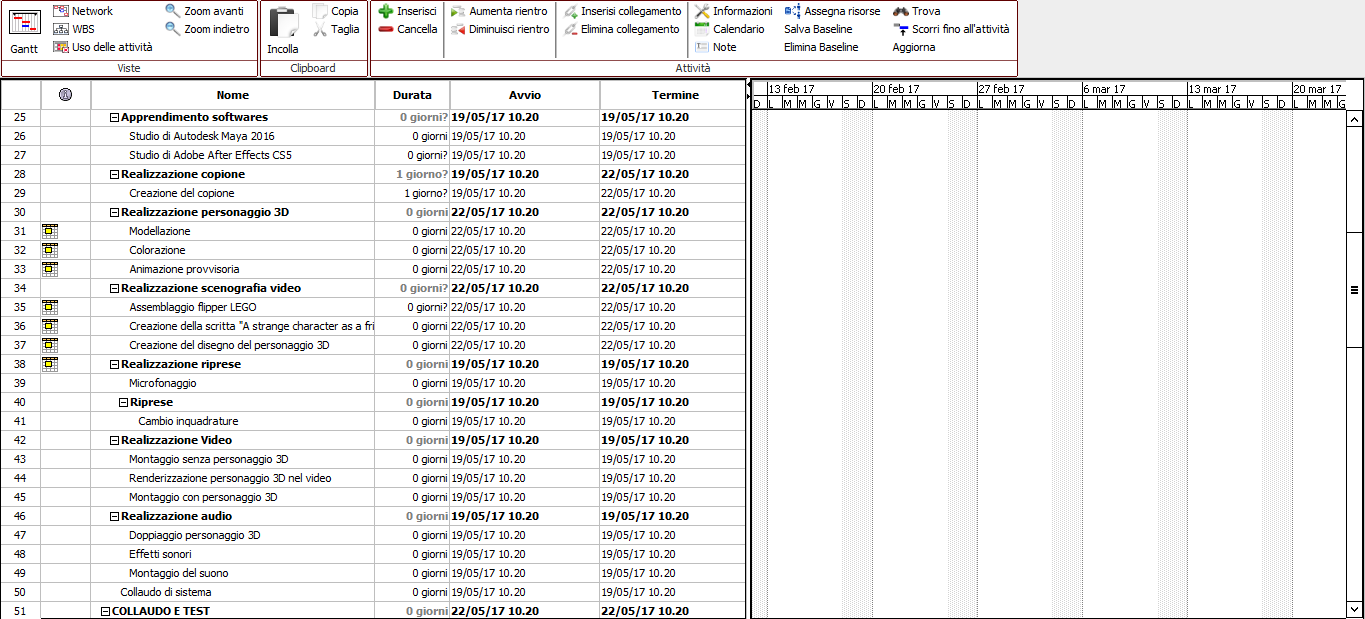 Network Zoom avanti Copia Inserisci Aumenta rientro Inserisi collegamento Informazioni Assegna risorse Trova
WBS Zoom indietro Taglia Cancella Diminuisci rientro Elimina collegamento Calendario Salva Baseline Scorri fino all'attività
Gantt Uso delle attività Incolla Note Elimina Baseline Aggiorna
Viste Clipboard Attività
Nome Durata Avvio Termine
13 feb 17 20 feb 17 27 feb 17 6 mar 17 13 mar 17 20 mar 17
D L M M G V S D L M M G V S D L M M G V S D L M M G V S D L M M G V S D L M M G
25 Apprendimento softwares 0 giorni? 19/05/17 10.20 19/05/17 10.20
26 Studio di Autodesk Maya 2016 0 giorni 19/05/17 10.20 19/05/17 10.20
27 Studio di Adobe After Effects CS5 0 giorni? 19/05/17 10.20 19/05/17 10.20
28 Realizzazione copione 1 giorno? 19/05/17 10.20 22/05/17 10.20
29 Creazione del copione 1 giorno? 19/05/17 10.20 22/05/17 10.20
30 Realizzazione personaggio 3D 0 giorni 22/05/17 10.20 22/05/17 10.20
31 Modellazione 0 giorni 22/05/17 10.20 22/05/17 10.20
32 Colorazione 0 giorni 22/05/17 10.20 22/05/17 10.20
33 Animazione provvisoria 0 giorni 22/05/17 10.20 22/05/17 10.20
34 Realizzazione scenografia video 0 giorni? 22/05/17 10.20 22/05/17 10.20
35 Assemblaggio flipper LEGO 0 giorni? 22/05/17 10.20 22/05/17 10.20
36 Creazione della scritta "A strange character as a fri 0 giorni 22/05/17 10.20 22/05/17 10.20
37 Creazione del disegno del personaggio 3D 0 giorni 22/05/17 10.20 22/05/17 10.20
38 Realizzazione riprese 0 giorni 19/05/17 10.20 19/05/17 10.20
39 Microfonaggio 0 giorni 19/05/17 10.20 19/05/17 10.20
40 Riprese 0 giorni 19/05/17 10.20 19/05/17 10.20
41 Cambio inquadrature 0 giorni 19/05/17 10.20 19/05/17 10.20
42 Realizzazione Video 0 giorni 19/05/17 10.20 19/05/17 10.20
43 Montaggio senza personaggio 3D 0 giorni 19/05/17 10.20 19/05/17 10.20
44 Renderizzazione personaggio 3D nel video 0 giorni 19/05/17 10.20 19/05/17 10.20
45 Montaggio con personaggio 3D 0 giorni 19/05/17 10.20 19/05/17 10.20
46 Realizzazione audio 0 giorni 19/05/17 10.20 19/05/17 10.20
47 Doppiaggio personaggio 3D 0 giorni 19/05/17 10.20 19/05/17 10.20
48 Effetti sonori 0 giorni 19/05/17 10.20 19/05/17 10.20
49 Montaggio del suono 0 giorni 19/05/17 10.20 19/05/17 10.20
50 Collaudo di sistema 0 giorni 19/05/17 10.20 19/05/17 10.20
51 COLLAUDO E TEST 0 giorni 22/05/17 10.20 22/05/17 10.20